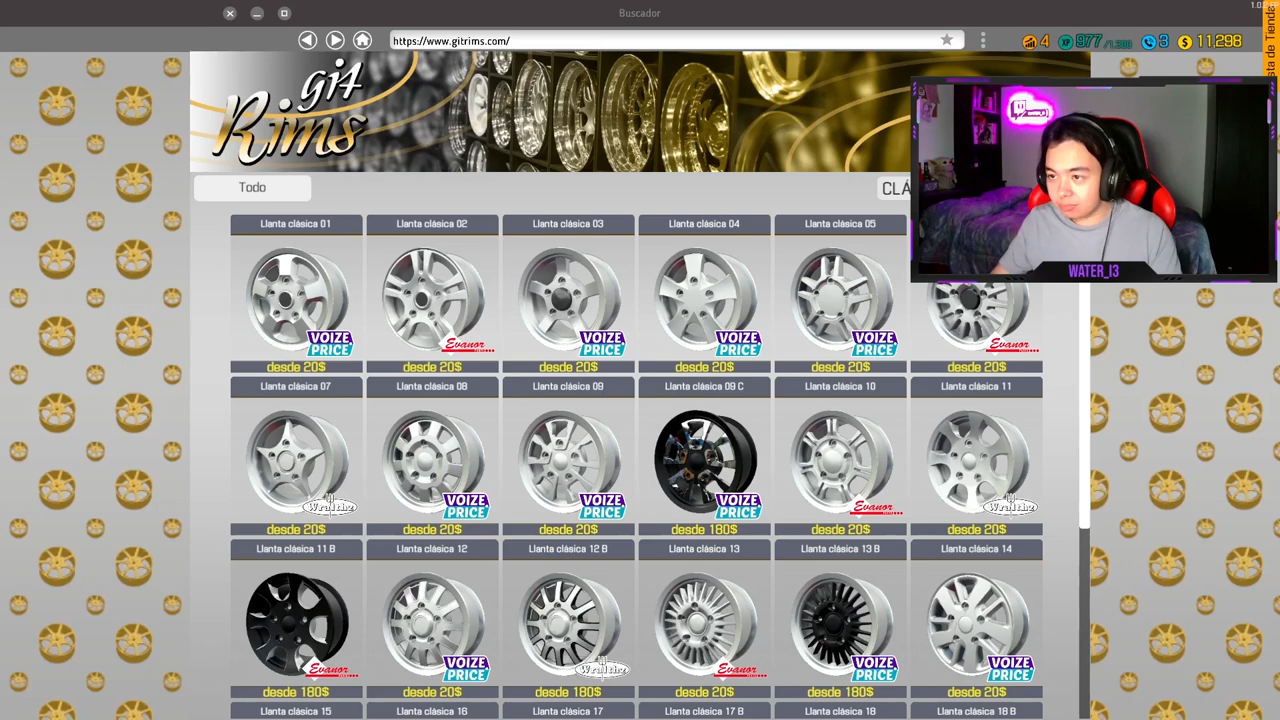 Buscador
https://www.gitrims.com/
4
977
3
$ 11,298
sta de Tienda
git
Rims
Todo
CLÁ
WATER_I3
Llanta clásica 01
Llanta clásica 02
Llanta clásica 03
Llanta clásica 04
Llanta clásica 05
VOIZE PRICE
Evanor
VOIZE PRICE
VOIZE PRICE
VOIZE PRICE
Evanor
desde 20$
desde 20$
desde 20$
desde 20$
desde 20$
desde 20$
Llanta clásica 07
Llanta clásica 08
Llanta clásica 09
Llanta clásica 09 C
Llanta clásica 10
Llanta clásica 11
VOIZE PRICE
VOIZE PRICE
VOIZE PRICE
Evanor
desde 20$
desde 20$
desde 20$
desde 180$
desde 20$
desde 20$
Llanta clásica 11 B
Llanta clásica 12
Llanta clásica 12 B
Llanta clásica 13
Llanta clásica 13 B
Llanta clásica 14
Evanor
VOIZE PRICE
Evanor
VOIZE PRICE
VOIZE PRICE
desde 180$
desde 20$
desde 180$
desde 20$
desde 180$
desde 20$
Llanta clásica 15
Llanta clásica 16
Llanta clásica 17
Llanta clásica 17 B
Llanta clásica 18
Llanta clásica 18 B